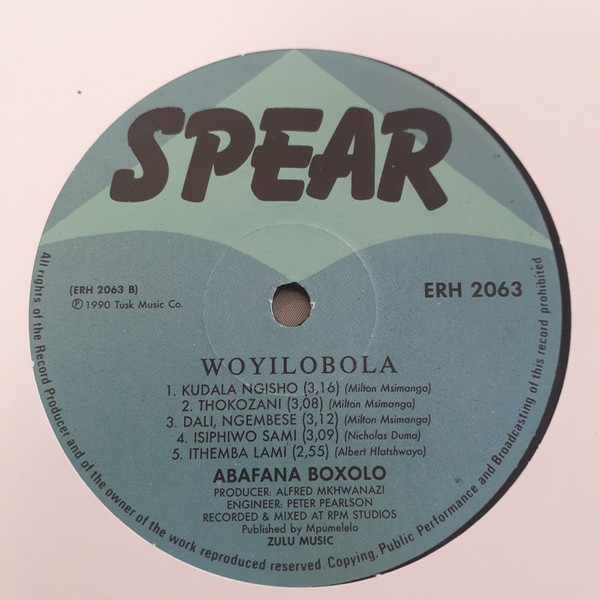 SPEAR
(ERH 2063 B)
℗ 1990 Tusk Music Co.
ERH 2063
WOYILOBOLA
1. KUDALA NGISHO (3,16) (Milton Msimanga)
2. THOKOZANI (3,08) (Milton Msimanga)
3. DALI, NGEMBESE (3,12) (Milton Msimanga)
4. ISIPHIWO SAMI (3,09) (Nicholas Duma)
5. ITHEMBA LAMI (2,55) (Albert Hlatshwayo)
ABAFANA BOXOLO
PRODUCER: ALFRED MKHWANAZI
ENGINEER: PETER PEARLSON
RECORDED & MIXED AT RPM STUDIOS
Published by Mpumelelo
ZULU MUSIC
All rights of the Record Producer and of the owner of the work reproduced reserved. Copying, Public Performance and Broadcasting of this record prohibited